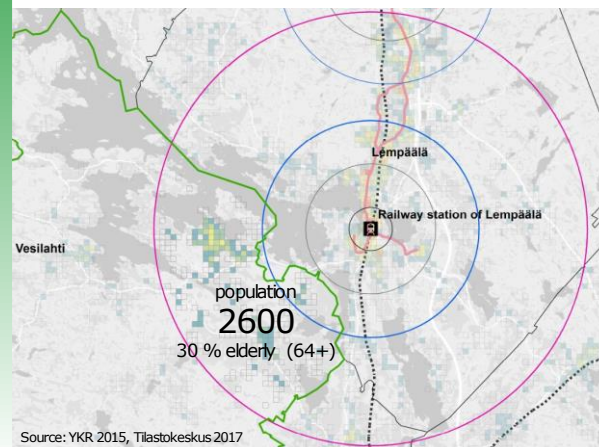 Lempäälä
Railway station of Lempäälä
Vesilahti
population
2600
30 % elderly (64+)
Source: YKR 2015, Tilastokeskus 2017